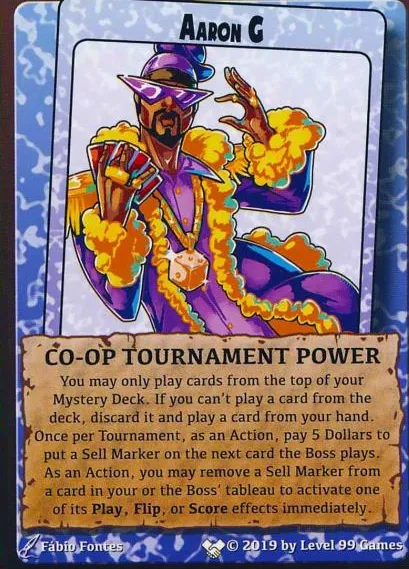 Aaron G
CO-OP TOURNAMENT POWER
You may only play cards from the top of your
Mystery Deck. If you can't play a card from the
deck, discard it and play a card from your hand.
Once per Tournament, as an Action, pay 5 Dollars to
put a Sell Marker on the next card the Boss plays.
As an Action, you may remove a Sell Marker from
a card in your or the Boss' tableau to activate one
of its Play, Flip, or Score effects immediately.
Fábio Fontes
© 2019 by Level 99 Games